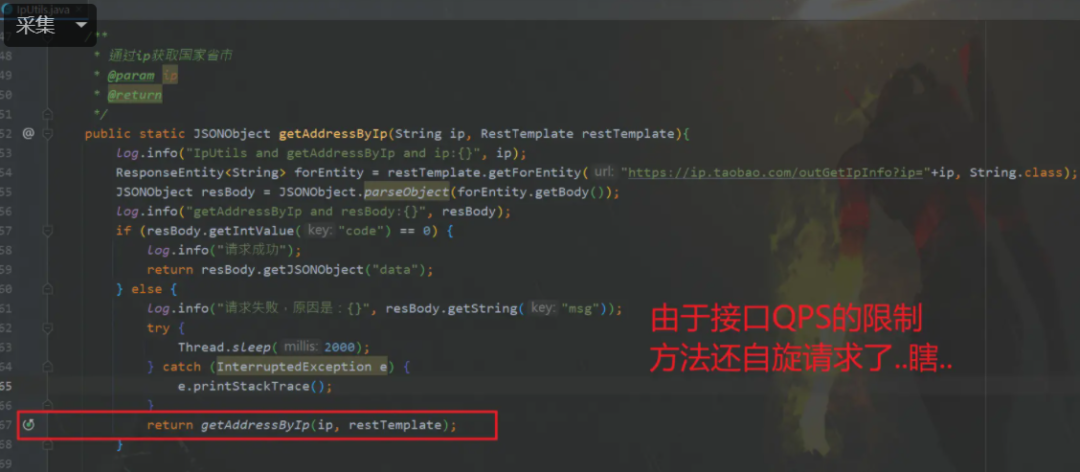 IpUtils.java
采集
47 /**
48 * 通过ip获取国家省市
49 * @param ip
50 * @return
51 */
52 @ public static JSONObject getAddressByIp(String ip, RestTemplate restTemplate){
53 log.info("IpUtils and getAddressByIp and ip:{}", ip);
54 ResponseEntity<String> forEntity = restTemplate.getForEntity( url: "https://ip.taobao.com/outGetIpInfo?ip="+ip, String.class);
55 JSONObject resBody = JSONObject.parseObject(forEntity.getBody());
56 log.info("getAddressByIp and resBody:{}", resBody);
57 if (resBody.getIntValue( key: "code") == 0) {
58 log.info("请求成功");
59 return resBody.getJSONObject("data");
60 } else {
61 log.info("请求失败，原因是：{}", resBody.getString( key: "msg"));
62 try {
63 Thread.sleep( millis: 2000);
64 } catch (InterruptedException e) {
65 e.printStackTrace();
66 }
67 return getAddressByIp(ip, restTemplate);
68 }
由于接口QPS的限制
方法还自旋请求了..瞎..